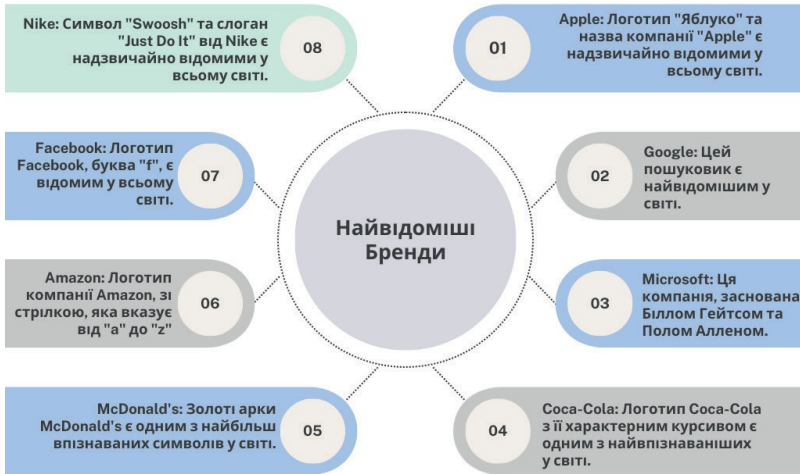 Найвідоміші
Бренди
01
Apple: Логотип "Яблуко" та
назва компанії "Apple" є
надзвичайно відомими у
всьому світі.
02
Google: Цей
пошуковик є
найвідомішим у
світі.
03
Microsoft: Ця
компанія, заснована
Біллом Гейтсом та
Полом Алленом.
04
Coca-Cola: Логотип Coca-Cola
з її характерним курсивом є
одним з найвпізнаваніших
у світі.
05
McDonald's: Золоті арки
McDonald's є одним з найбільш
впізнаваних символів у світі.
06
Amazon: Логотип
компанії Amazon, зі
стрілкою, яка вказує
від "a" до "z"
07
Facebook: Логотип
Facebook, буква "f", є
відомим у всьому
світі.
08
Nike: Символ "Swoosh" та слоган
"Just Do It" від Nike є
надзвичайно відомими у
всьому світі.